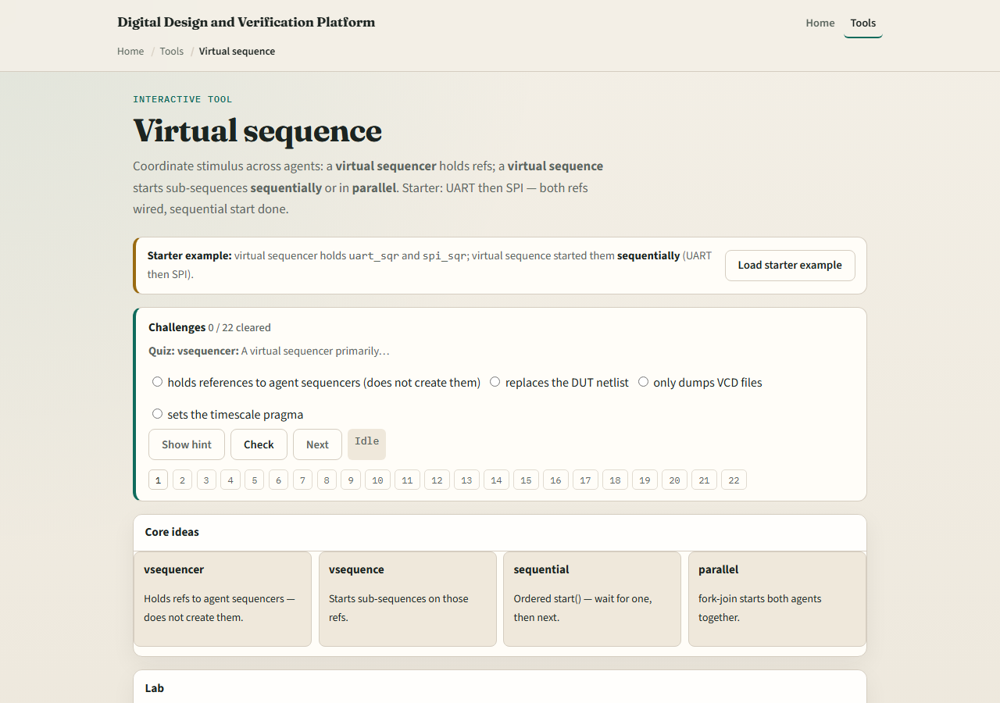 Digital Design and Verification Platform
Home Tools
Home / Tools / Virtual sequence
INTERACTIVE TOOL
Virtual sequence
Coordinate stimulus across agents: a virtual sequencer holds refs; a virtual sequence
starts sub-sequences sequentially or in parallel. Starter: UART then SPI — both refs
wired, sequential start done.
Starter example: virtual sequencer holds uart_sqr and spi_sqr; virtual sequence started them sequentially (UART
then SPI).
Load starter example
Challenges 0 / 22 cleared
Quiz: vsequencer: A virtual sequencer primarily…
holds references to agent sequencers (does not create them) replaces the DUT netlist only dumps VCD files
sets the timescale pragma
Show hint Check Next Idle
1 2 3 4 5 6 7 8 9 10 11 12 13 14 15 16 17 18 19 20 21 22
Core ideas
vsequencer
Holds refs to agent sequencers —
does not create them.
vsequence
Starts sub-sequences on those
refs.
sequential
Ordered start() — wait for one,
then next.
parallel
fork-join starts both agents
together.
Lab